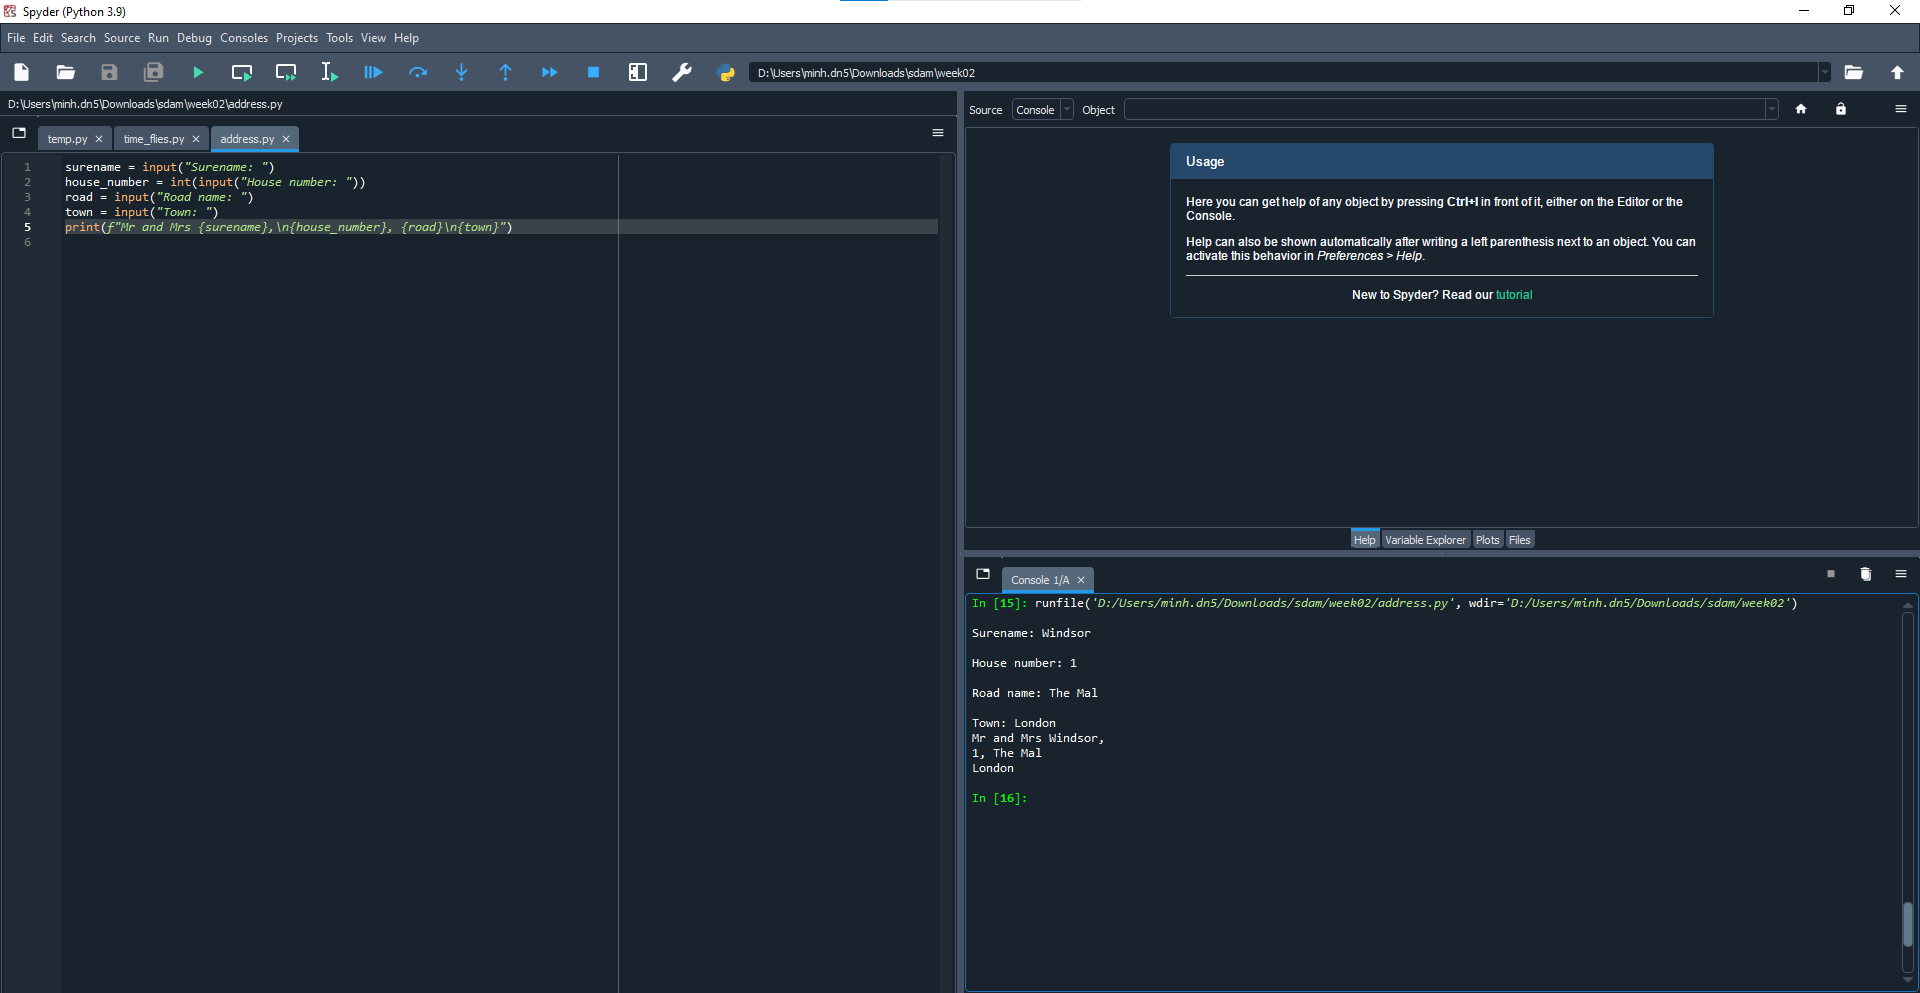 Spyder (Python 3.9)
File Edit Search Source Run Debug Consoles Projects Tools View Help
D:\Users\minh.dn5\Downloads\sdam\week02
D:\Users\minh.dn5\Downloads\sdam\week02\address.py
temp.py time_flies.py address.py
1 surename = input("Surename: ")
2 house_number = int(input("House number: "))
3 road = input("Road name: ")
4 town = input("Town: ")
5 print(f"Mr and Mrs {surename},\n{house_number}, {road}\n{town}")
6
Source Console Object
Usage
Here you can get help of any object by pressing Ctrl+I in front of it, either on the Editor or the
Console.
Help can also be shown automatically after writing a left parenthesis next to an object. You can
activate this behavior in Preferences > Help.
New to Spyder? Read our tutorial
Help Variable Explorer Plots Files
Console 1/A
In [15]: runfile('D:/Users/minh.dn5/Downloads/sdam/week02/address.py', wdir='D:/Users/minh.dn5/Downloads/sdam/week02')
Surename: Windsor
House number: 1
Road name: The Mal
Town: London
Mr and Mrs Windsor,
1, The Mal
London
In [16]: